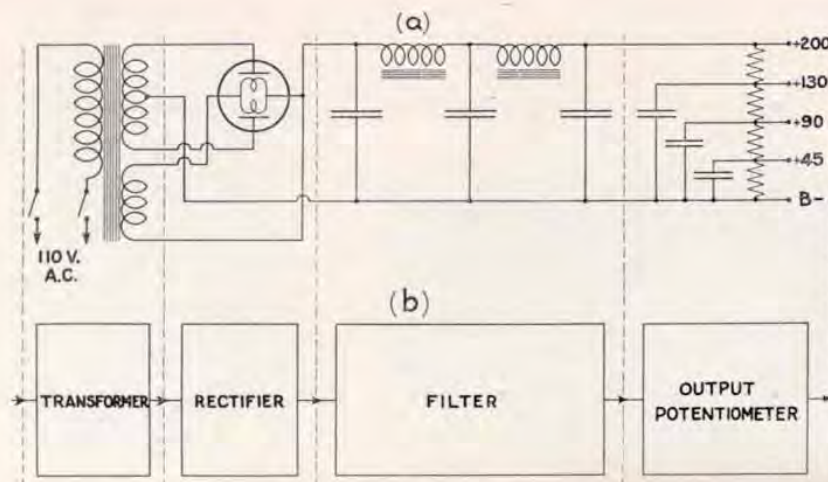 (a)
+200
+130
+90
+45
B-
110 V.
A.C.
(b)
TRANSFORMER
RECTIFIER
FILTER
OUTPUT
POTENTIOMETER